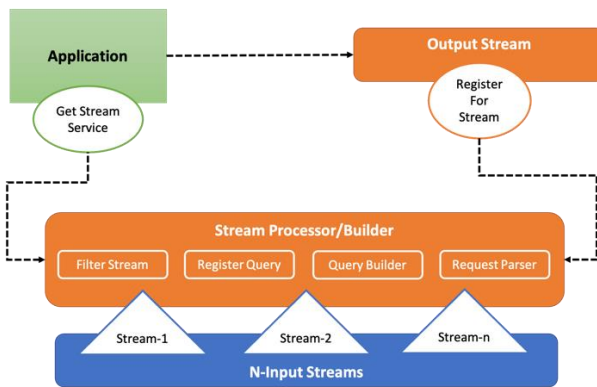 Application
Output Stream
Get Stream
Service
Register
For
Stream
Stream Processor/Builder
Filter Stream
Register Query
Query Builder
Request Parser
Stream-1
Stream-2
Stream-n
N-Input Streams